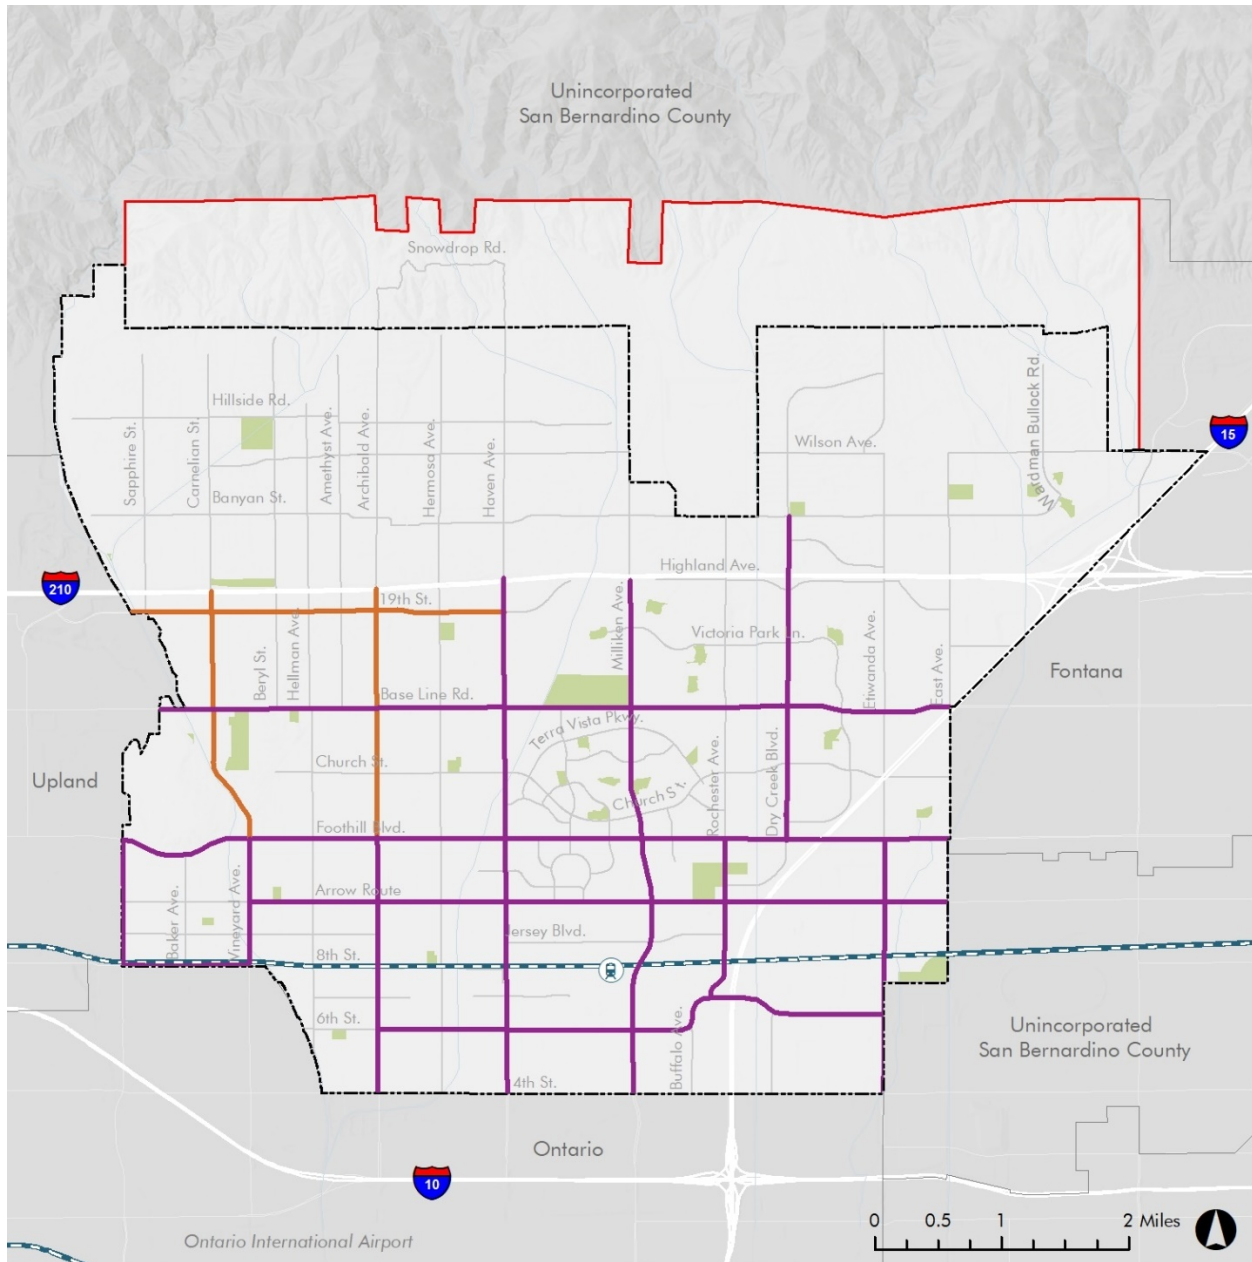 Unincorporated
San Bernardino County
Snowdrop Rd.
Hillside Rd.
Wilson Ave.
Wardman Bullock Rd.
15
Sapphire St.
Carnelian St.
Amethyst Ave.
Archibald Ave.
Hermosa Ave.
Haven Ave.
Banyan St.
Highland Ave.
210
19th St.
Beryl St.
Hellman Ave.
Milliken Ave.
Victoria Park Ln.
Etiwanda Ave.
East Ave.
Fontana
Base Line Rd.
Terra Vista Pkwy.
Upland
Church St.
Church St.
Rochester Ave.
Dry Creek Blvd.
Foothill Blvd.
Baker Ave.
Vineyard Ave.
Arrow Route
Jersey Blvd.
8th St.
6th St.
Buffalo Ave.
Unincorporated
San Bernardino County
4th St.
Ontario
10
0 0.5 1 2 Miles
Ontario International Airport